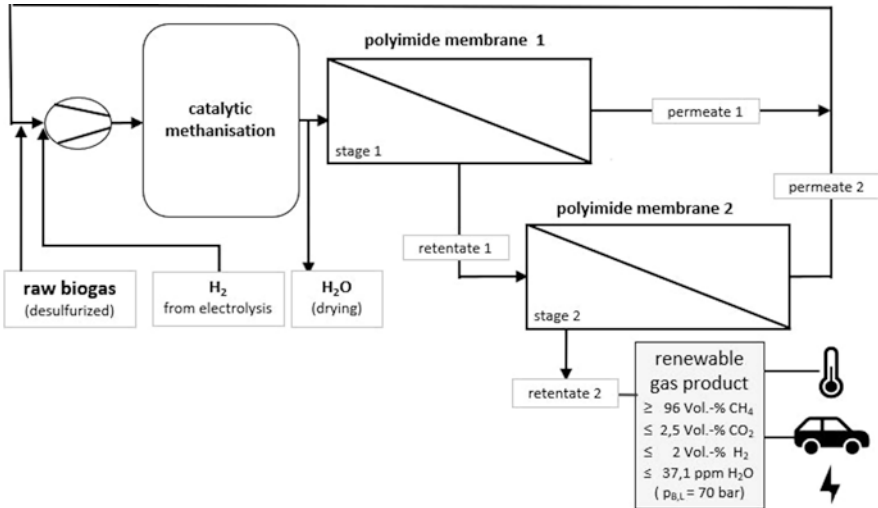 polyimide membrane 1
catalytic
methanisation
stage 1
permeate 1
permeate 2
polyimide membrane 2
retentate 1
raw biogas
(desulfurized)
H₂
from electrolysis
H₂O
(drying)
stage 2
retentate 2
renewable
gas product
≥ 96 Vol.-% CH₄
≤ 2,5 Vol.-% CO₂
≤ 2 Vol.-% H₂
≤ 37,1 ppm H₂O
( p_B,L = 70 bar)